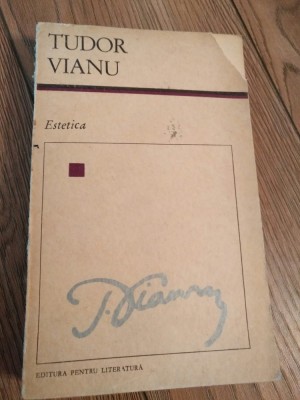 TUDOR
VIANU
Estetica
T. Vianu
EDITURA PENTRU LITERATURA